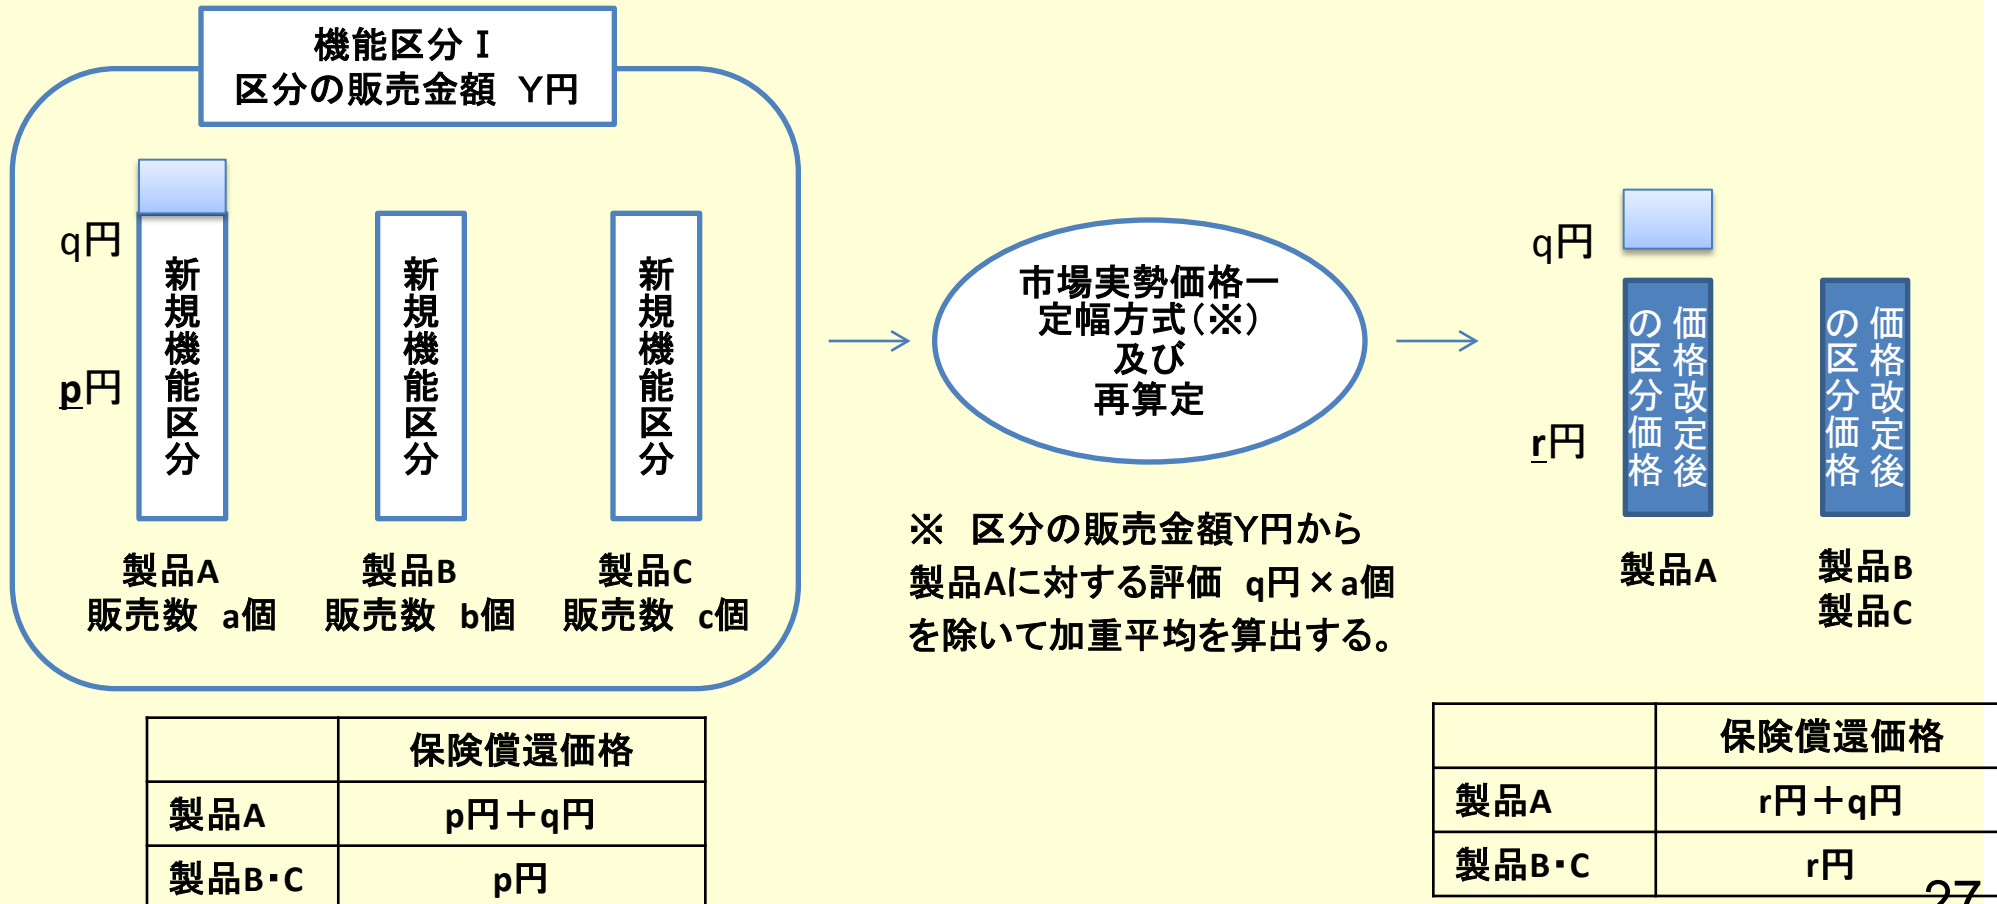 機能区分Ⅰ
区分の販売金額　Y円
q円
p円
新規機能区分
新規機能区分
新規機能区分
製品A
販売数　a個
製品B
販売数　b個
製品C
販売数　c個
市場実勢価格一
定幅方式(※)
及び
再算定
※　区分の販売金額Y円から
製品Aに対する評価　q円×a個
を除いて加重平均を算出する。
q円
r円
価格改定後
の区分価格
価格改定後
の区分価格
製品A
製品B
製品C
保険償還価格
製品A　p円＋q円
製品B・C　p円
保険償還価格
製品A　r円＋q円
製品B・C　r円
27